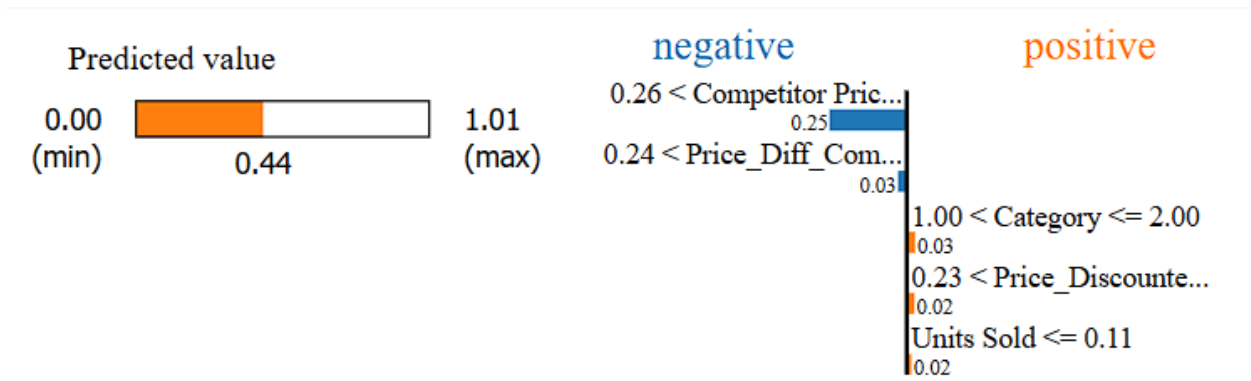 Predicted value
0.00
(min)
1.01
(max)
0.44
negative
positive
0.26 < Competitor Pric...
0.25
0.24 < Price_Diff_Com...
0.03
1.00 < Category <= 2.00
0.03
0.23 < Price_Discounte...
0.02
Units Sold <= 0.11
0.02